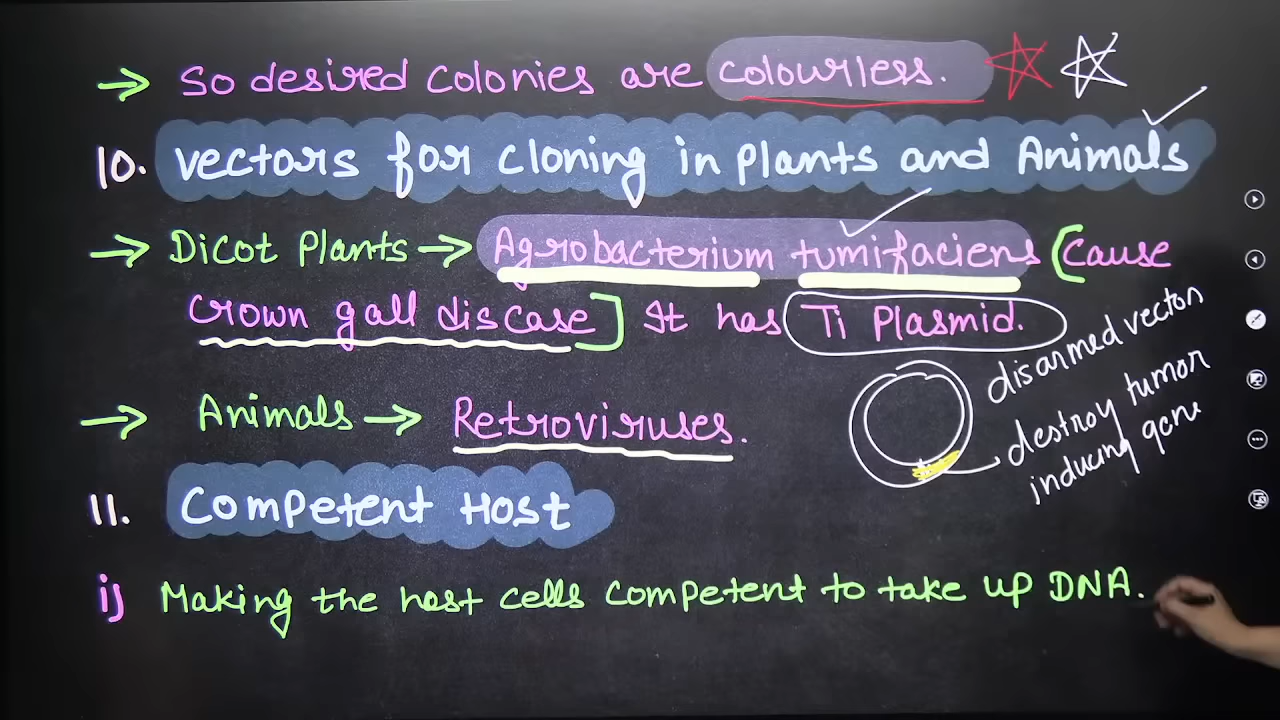 → So desired colonies are colourless.
10. Vectors for cloning in Plants and Animals
→ Dicot Plants → Agrobacterium tumifaciens (Cause
crown gall disease] It has Ti Plasmid.
disarmed vector
destroy tumor
inducing gene
→ Animals → Retroviruses.
11. Competent Host
i) Making the host cells competent to take up DNA.